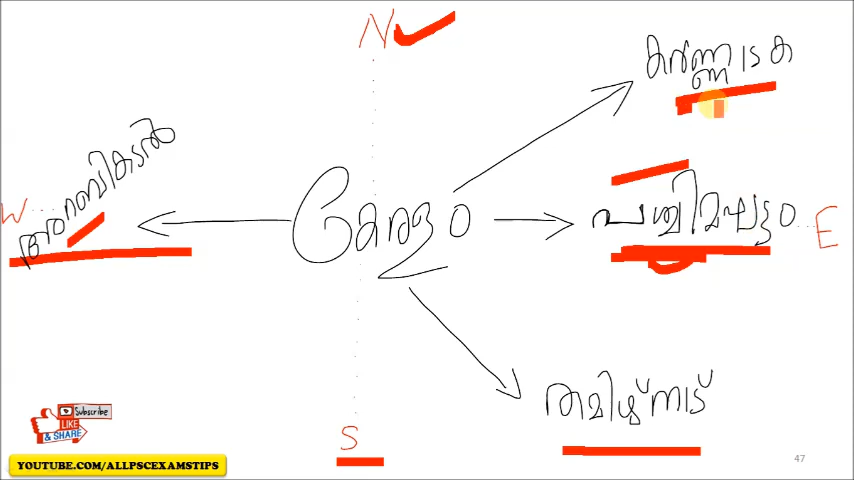 N
കർണ്ണാടക
അറബികടൽ
W
കേരളം
പശ്ചിമഘട്ടം
E
തമിഴ്നാട്
S
Subscribe
LIKE
& SHARE
YOUTUBE.COM/ALLPSCEXAMSTIPS
47